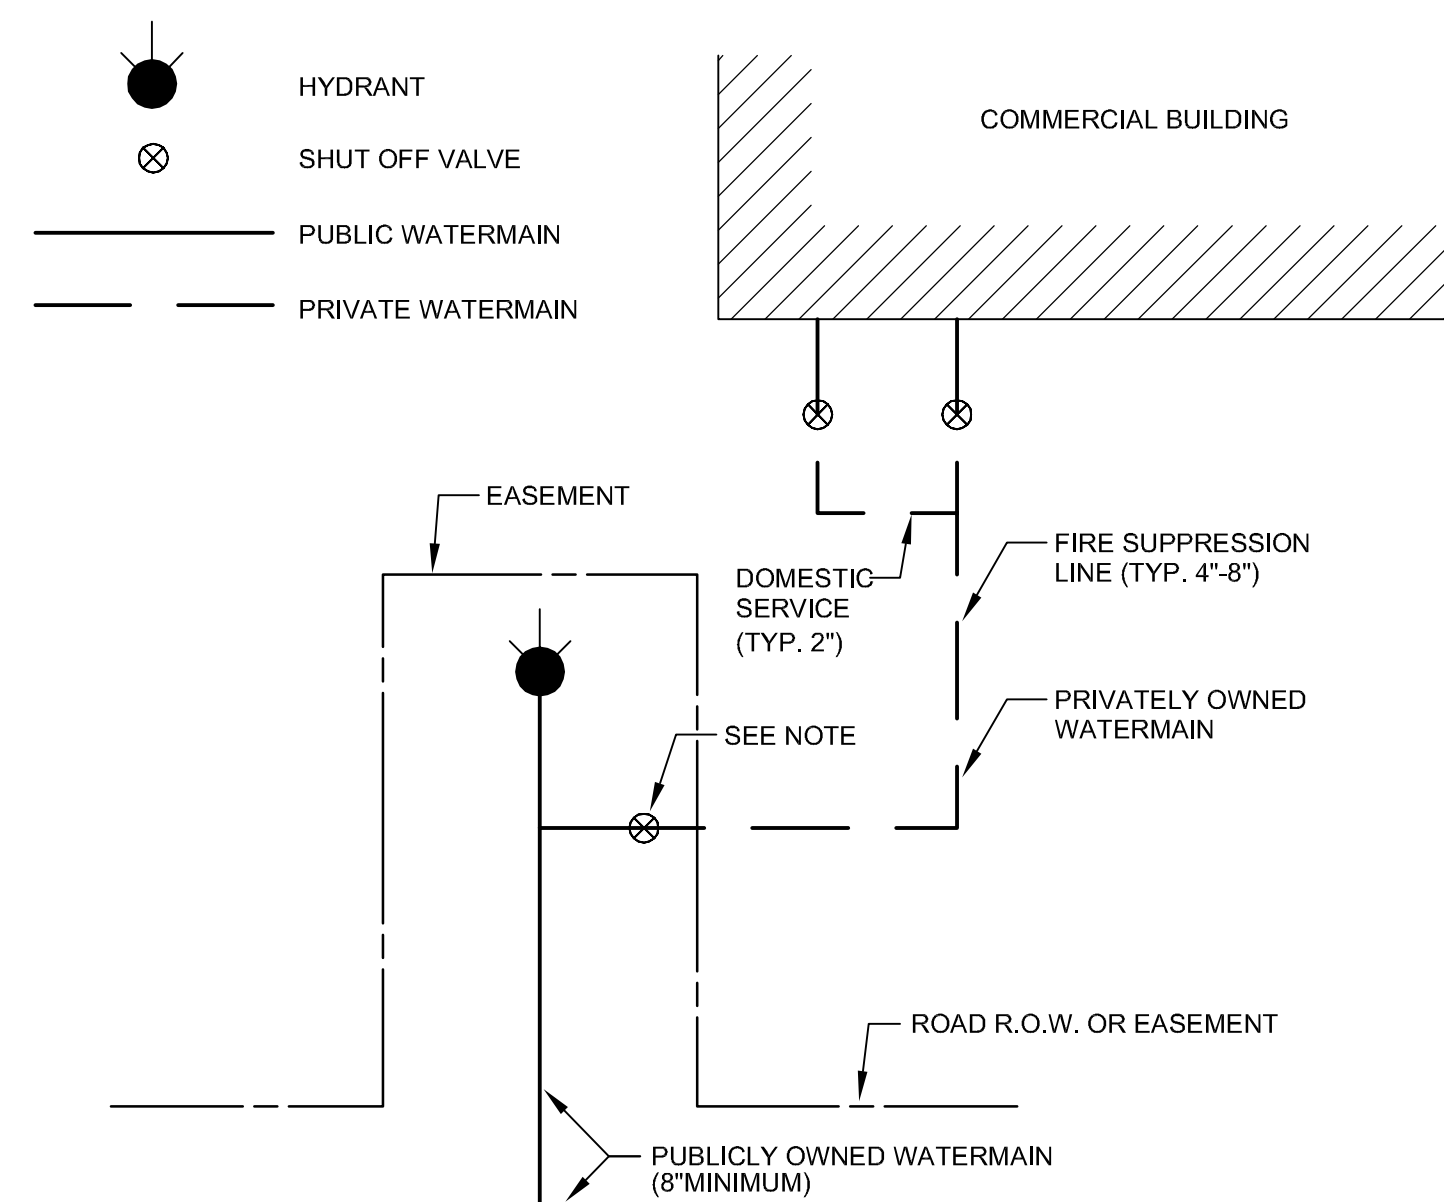 HYDRANT
SHUT OFF VALVE
PUBLIC WATERMAIN
PRIVATE WATERMAIN
COMMERCIAL BUILDING
EASEMENT
DOMESTIC
SERVICE
(TYP. 2")
FIRE SUPPRESSION
LINE (TYP. 4"-8")
PRIVATELY OWNED
WATERMAIN
SEE NOTE
ROAD R.O.W. OR EASEMENT
PUBLICLY OWNED WATERMAIN
(8"MINIMUM)